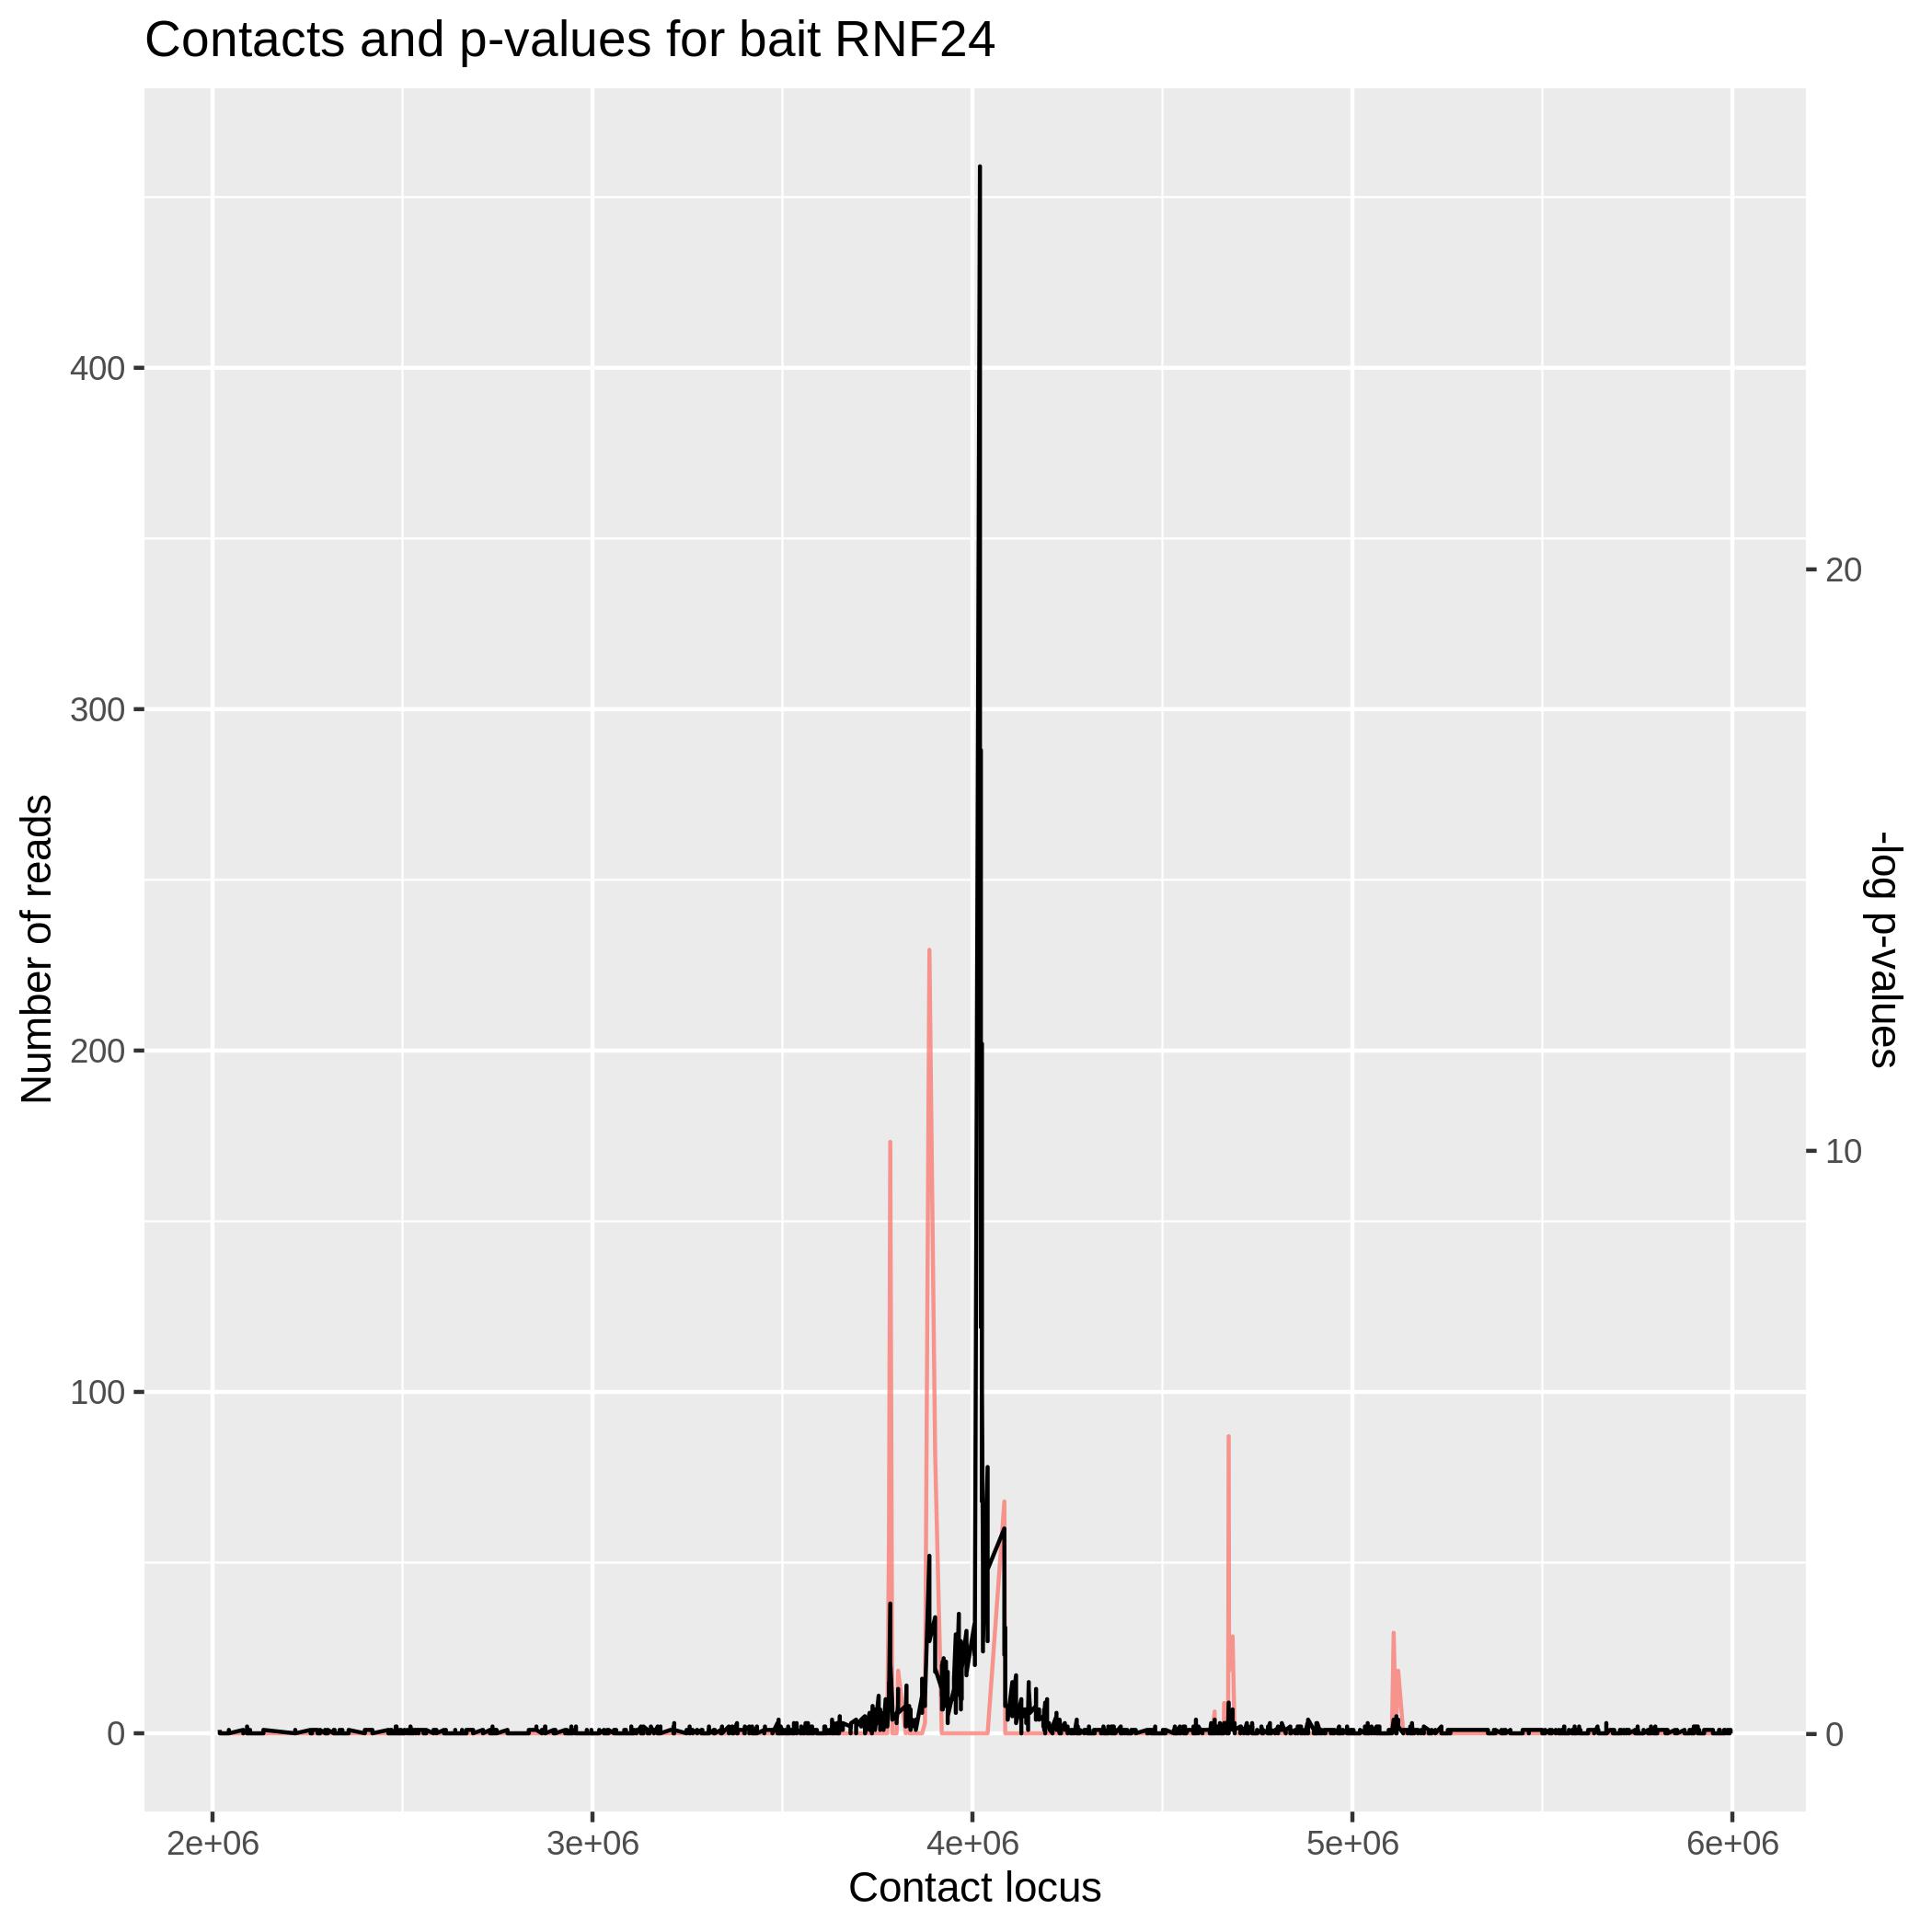 Contacts and p-values for bait RNF24
Number of reads
400
300
200
100
0
20
10
0
-log p-values
2e+06 3e+06 4e+06 5e+06 6e+06
Contact locus